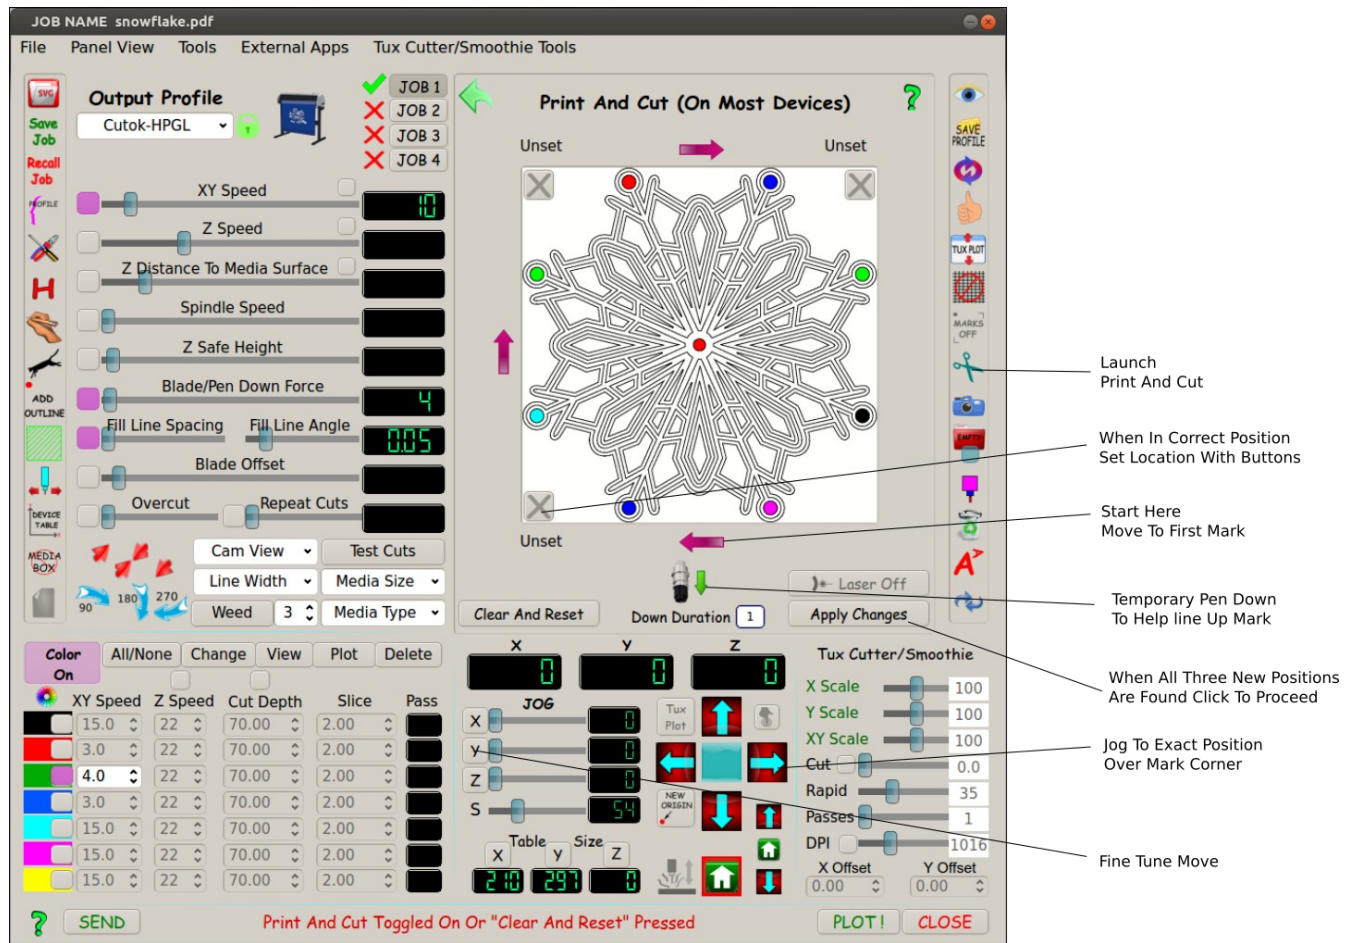 JOB NAME snowflake.pdf
File Panel View Tools External Apps Tux Cutter/Smoothie Tools
SVG
Save
Job
Recall
Job
PROFILE
H
ADD
OUTLINE
DEVICE
TABLE
MEDIA
BOX
Output Profile
Cutok-HPGL
JOB 1
JOB 2
JOB 3
JOB 4
XY Speed
10
Z Speed
Z Distance To Media Surface
Spindle Speed
Z Safe Height
Blade/Pen Down Force
4
Fill Line Spacing Fill Line Angle
0.05
Blade Offset
Overcut Repeat Cuts
Cam View Test Cuts
Line Width Media Size
90 180 270
Weed 3 Media Type
Print And Cut (On Most Devices)
?
Unset Unset
Unset
Laser Off
Clear And Reset Down Duration 1 Apply Changes
SAVE
PROFILE
TUX PLOT
MARKS
OFF
EMPTY
A
Launch
Print And Cut
When In Correct Position
Set Location With Buttons
Start Here
Move To First Mark
Temporary Pen Down
To Help line Up Mark
When All Three New Positions
Are Found Click To Proceed
Jog To Exact Position
Over Mark Corner
Fine Tune Move
Color
On
All/None Change View Plot Delete
XY Speed Z Speed Cut Depth Slice Pass
15.0 22 70.00 2.00
3.0 22 70.00 2.00
4.0 22 70.00 2.00
3.0 22 70.00 2.00
15.0 22 70.00 2.00
15.0 22 70.00 2.00
15.0 22 70.00 2.00
X Y Z
0 0 0
JOG
X 0
Y 0
Z 0
S 54
Tux
Plot
NEW
ORIGIN
Table Size
X Y Z
210 297 0
Tux Cutter/Smoothie
X Scale 100
Y Scale 100
XY Scale 100
Cut 0.0
Rapid 35
Passes 1
DPI 1016
X Offset Y Offset
0.00 0.00
? SEND Print And Cut Toggled On Or "Clear And Reset" Pressed PLOT! CLOSE